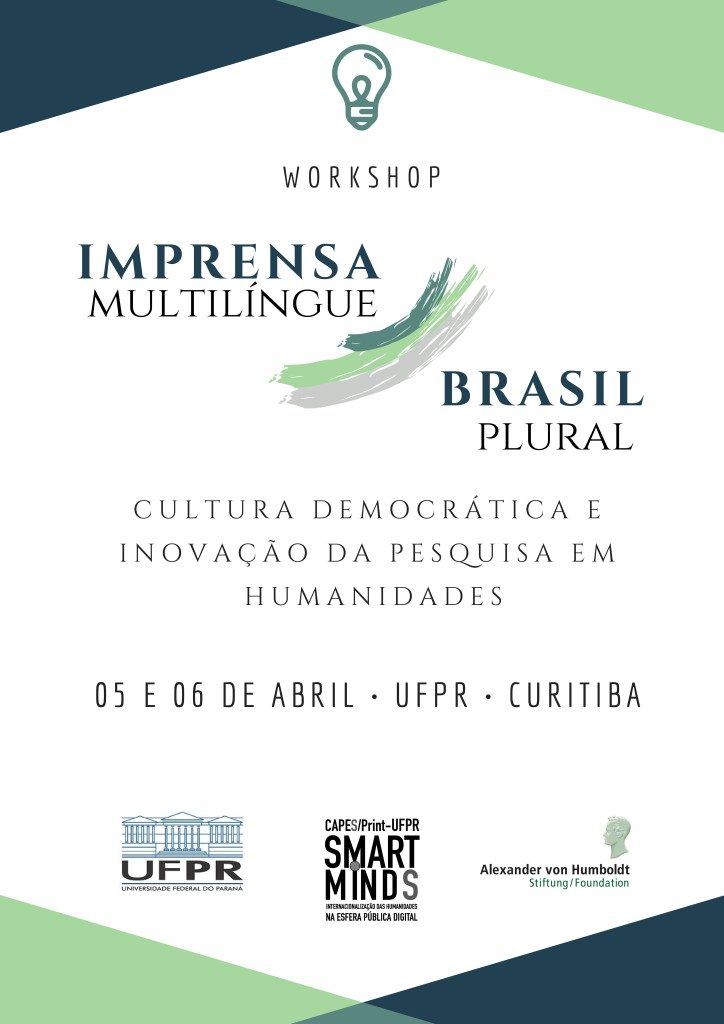 WORKSHOP
IMPRENSA
MULTILÍNGUE
BRASIL
PLURAL
CULTURA DEMOCRÁTICA E
INOVAÇÃO DA PESQUISA EM
HUMANIDADES
05 E 06 DE ABRIL • UFPR • CURITIBA
UFPR
UNIVERSIDADE FEDERAL DO PARANÁ
CAPES/Print-UFPR
SMART
MINDS
INTERNACIONALIZAÇÃO DAS HUMANIDADES
NA ESFERA PÚBLICA DIGITAL
Alexander von Humboldt
Stiftung/Foundation